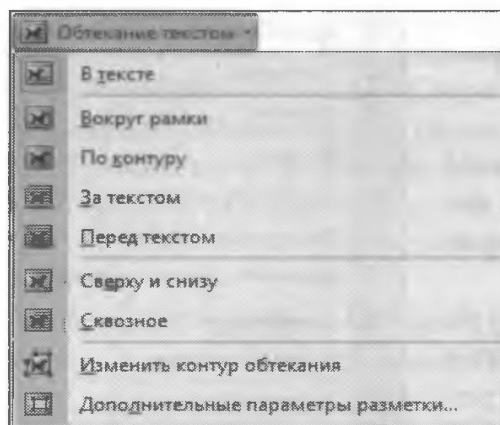 Обтекание текстом
В тексте
Вокруг рамки
По контуру
За текстом
Перед текстом
Сверху и снизу
Сквозное
Изменить контур обтекания
Дополнительные параметры разметки...